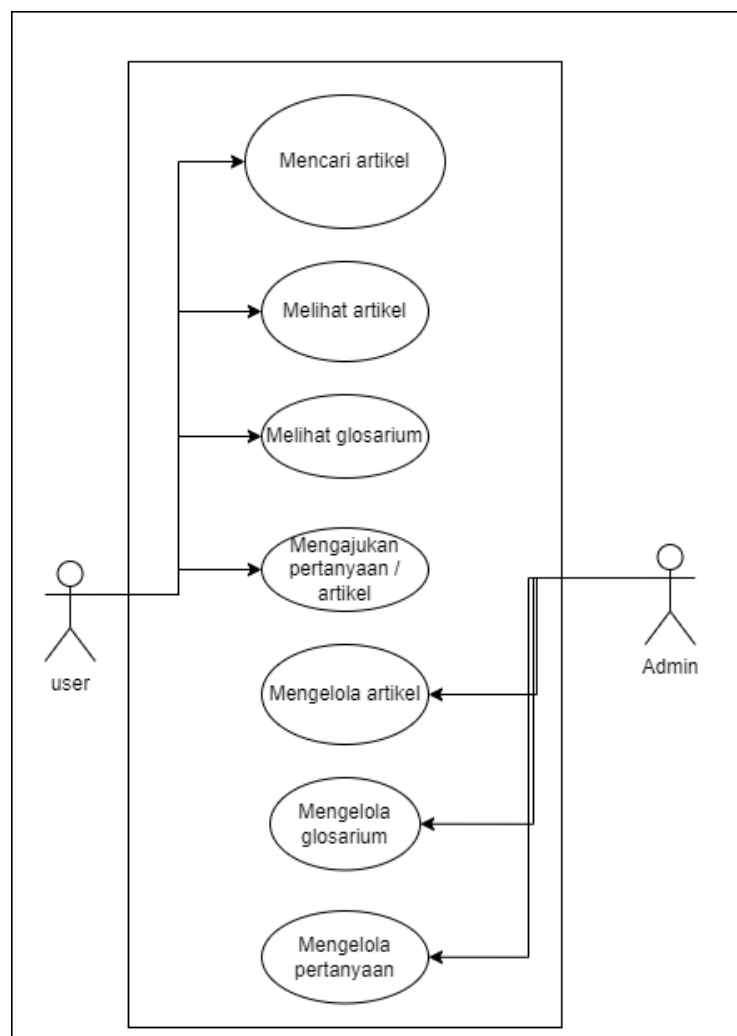 Mencari artikel
Melihat artikel
Melihat glosarium
Mengajukan
pertanyaan /
artikel
user
Admin
Mengelola artikel
Mengelola
glosarium
Mengelola
pertanyaan